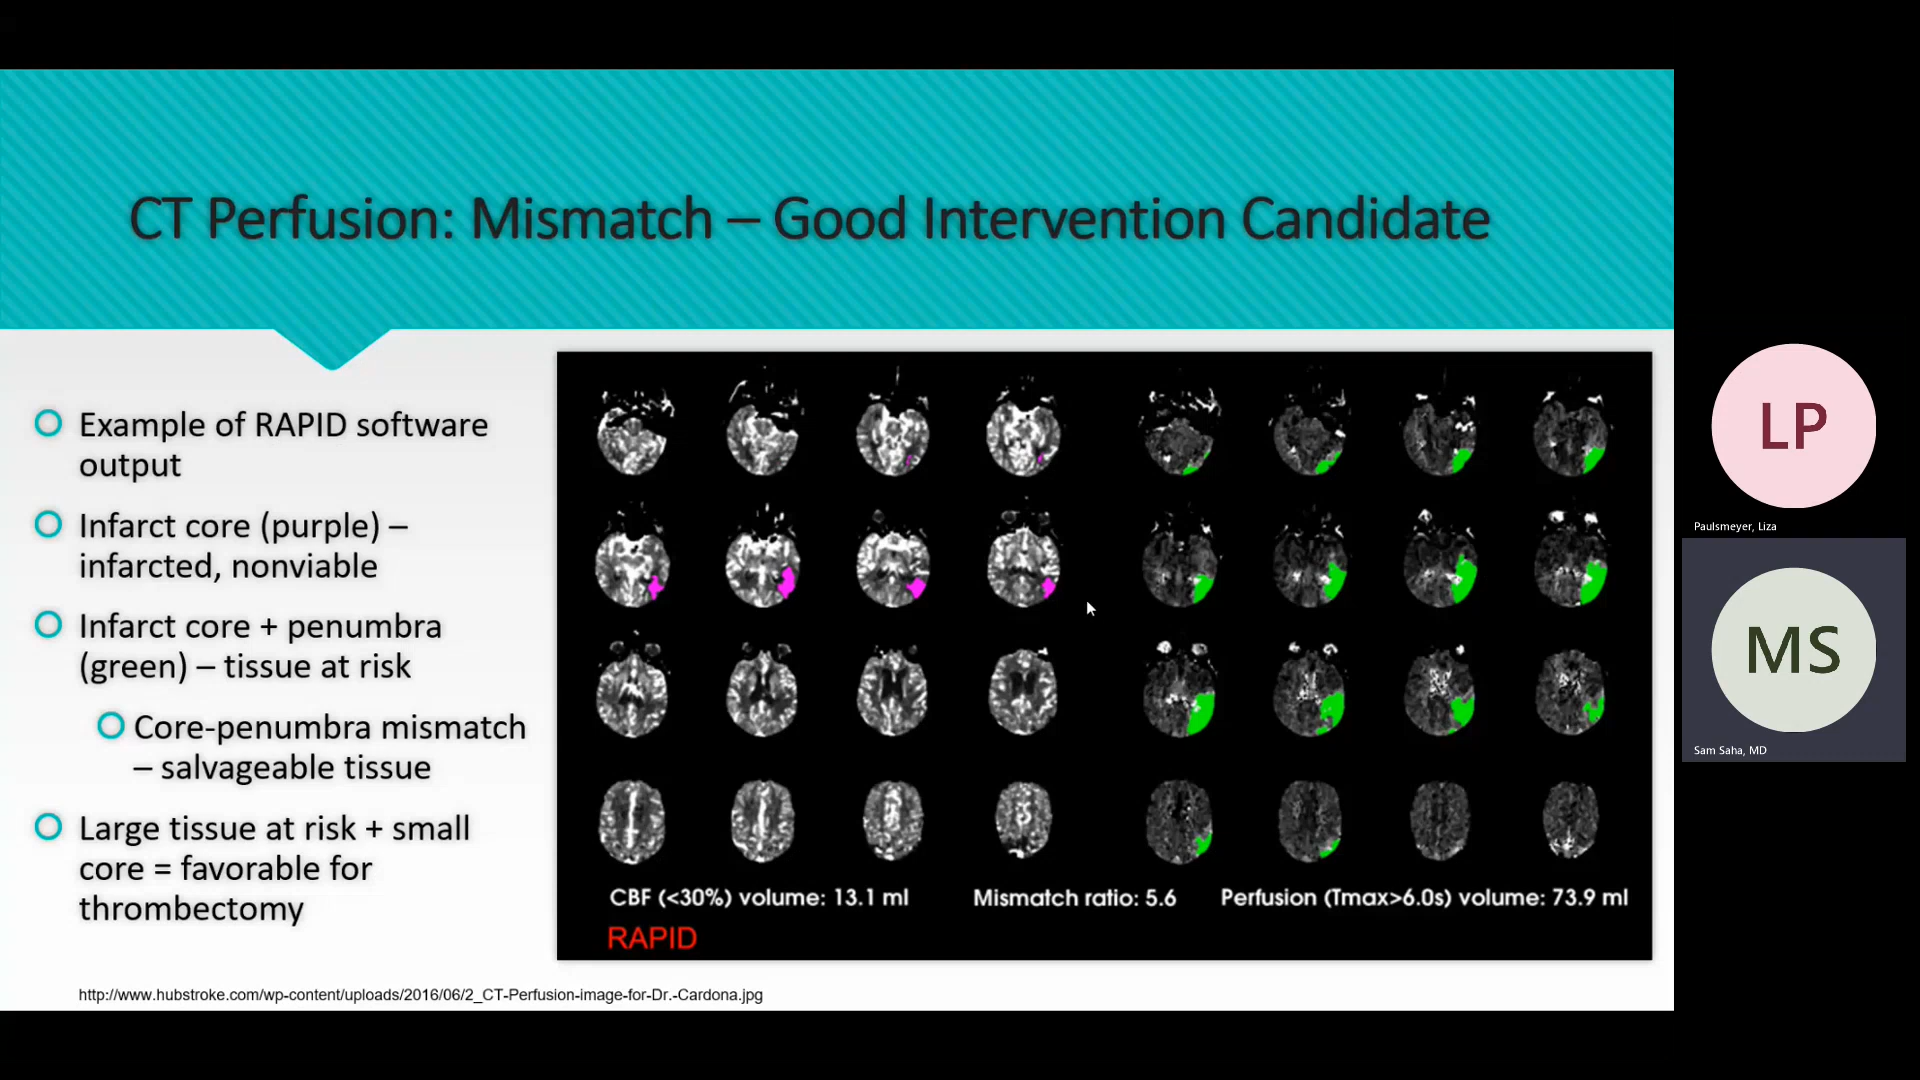 CT Perfusion: Mismatch – Good Intervention Candidate
Example of RAPID software
output
Infarct core (purple) –
infarcted, nonviable
Infarct core + penumbra
(green) – tissue at risk
Core-penumbra mismatch
– salvageable tissue
Large tissue at risk + small
core = favorable for
thrombectomy
CBF (<30%) volume: 13.1 ml
Mismatch ratio: 5.6
Perfusion (Tmax>6.0s) volume: 73.9 ml
RAPID
http://www.hubstroke.com/wp-content/uploads/2016/06/2_CT-Perfusion-image-for-Dr.-Cardona.jpg
LP
Paulsmeyer, Liza
MS
Sam Saha, MD